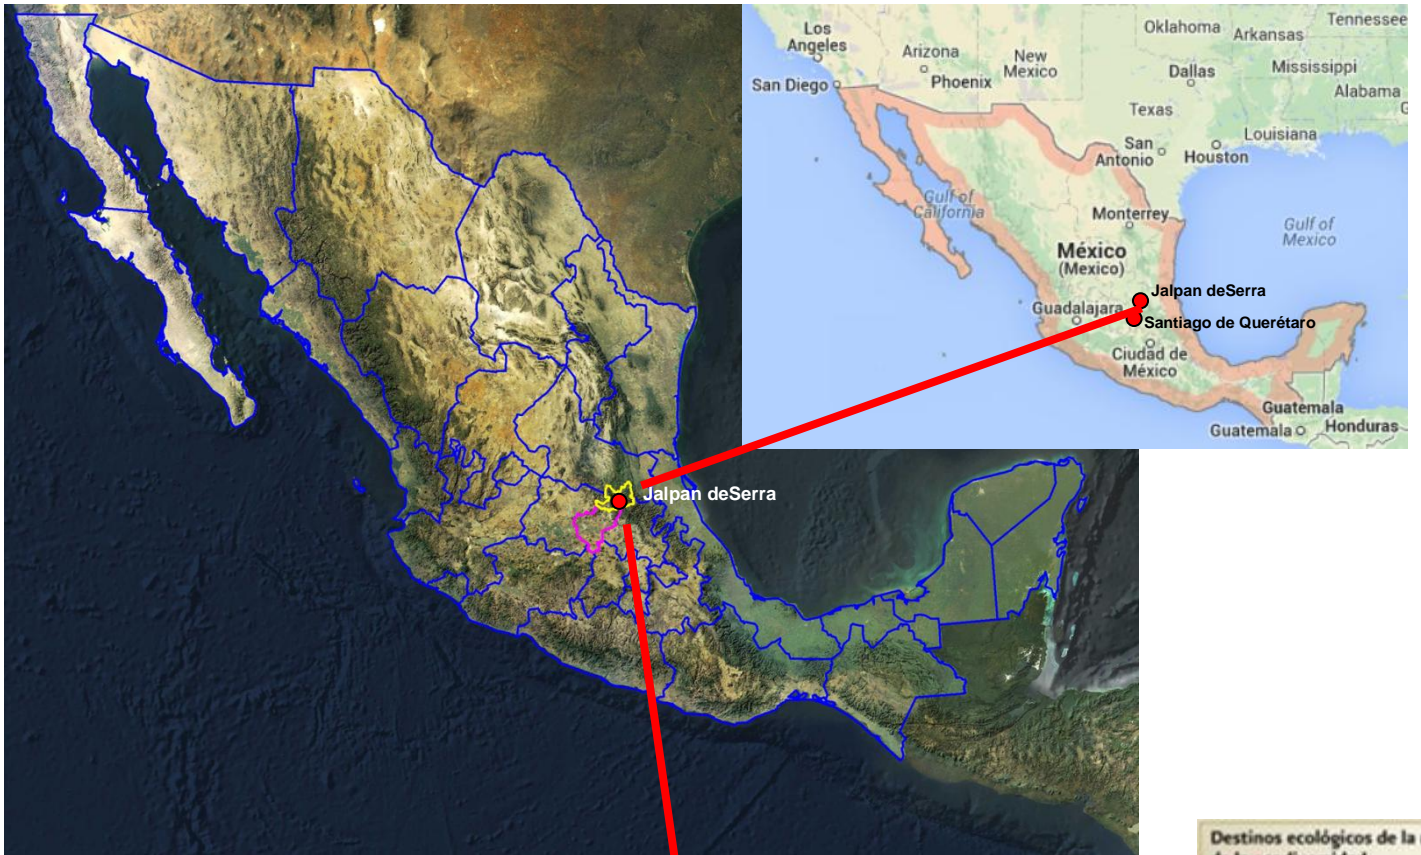 Los
Angeles
San Diego
Arizona
Phoenix
New
Mexico
Oklahoma
Arkansas
Tennessee
Dallas
Mississippi
Alabama
G
Texas
San
Antonio
Houston
Louisiana
Gulf of
California
Monterrey
Gulf of
Mexico
México
(Mexico)
Jalpan deSerra
Guadalajara
Santiago de Querétaro
Ciudad de
México
Guatemala
Guatemala
Honduras
Jalpan deSerra
Destinos ecológicos de la